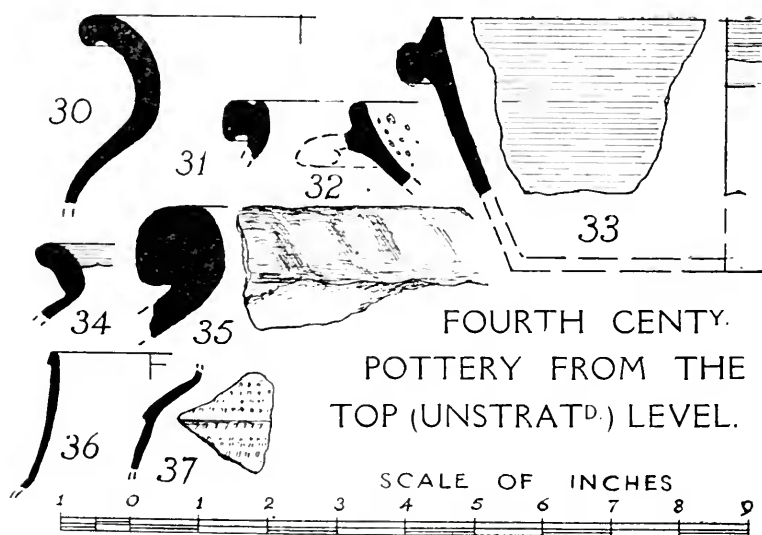 30
31
32
33
34
35
FOURTH CENTY.
POTTERY FROM THE
TOP (UNSTRATD.) LEVEL.
36
37
SCALE OF INCHES
1 0 1 2 3 4 5 6 7 8 9